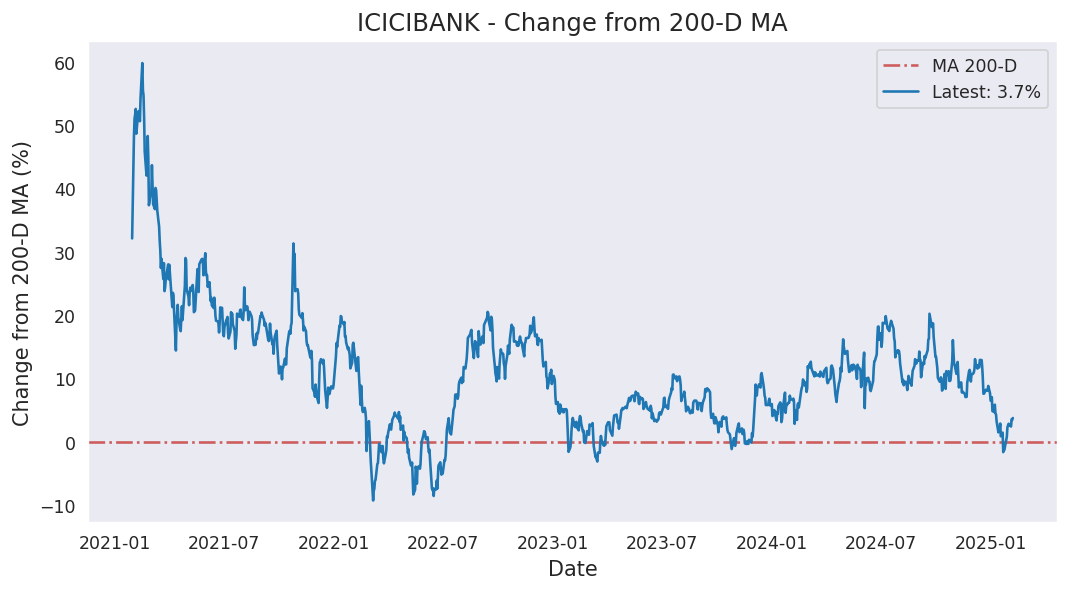 ICICIBANK - Change from 200-D MA
MA 200-D
Latest: 3.7%
Change from 200-D MA (%)
60
50
40
30
20
10
0
−10
2021-01 2021-07 2022-01 2022-07 2023-01 2023-07 2024-01 2024-07 2025-01
Date